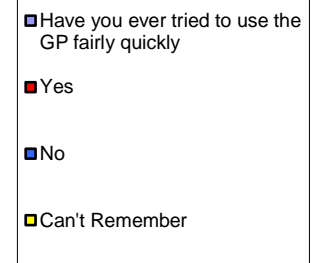 Have you ever tried to use the
GP fairly quickly
Yes
No
Can't Remember